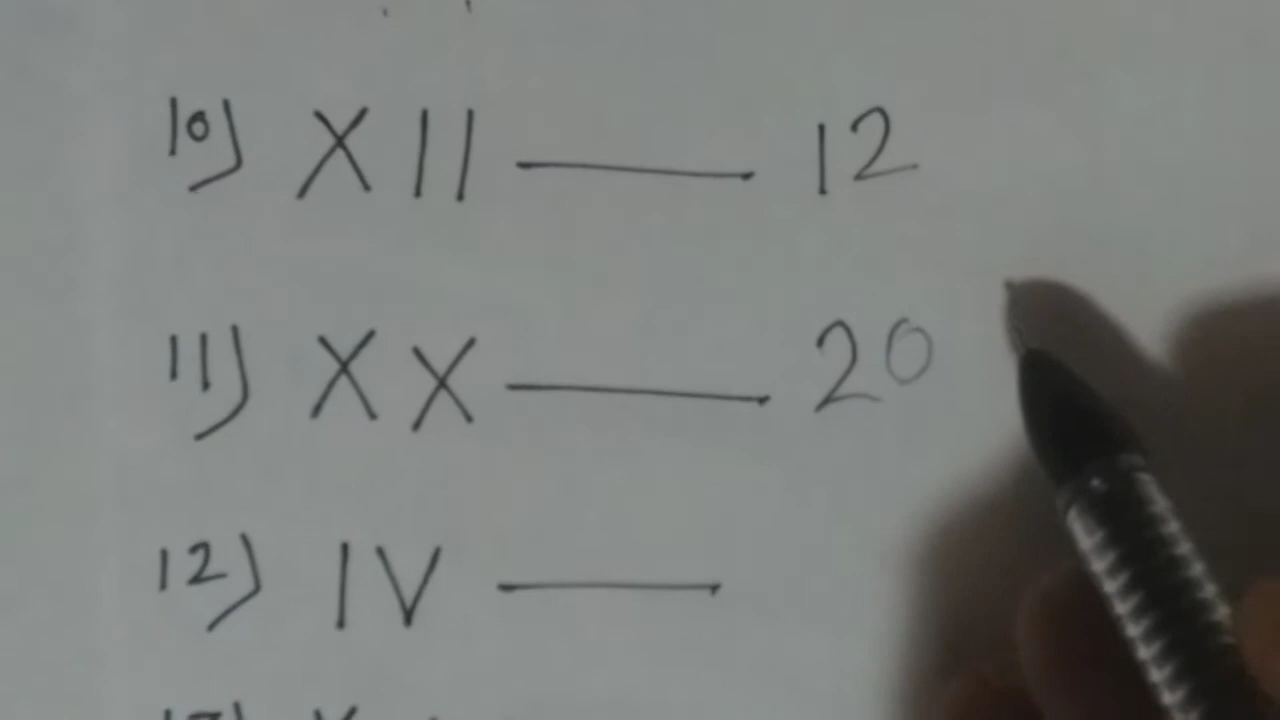 10) XII — 12
11) XX — 20
12) IV —